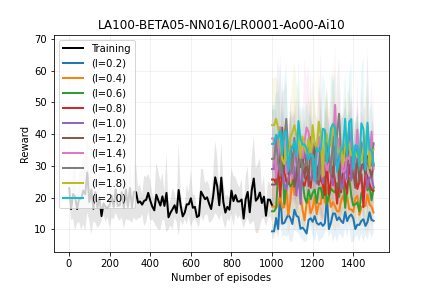 LA100-BETA05-NN016/LR0001-Ao00-Ai10
70
60
50
40
30
20
10
Reward
Training
(l=0.2)
(l=0.4)
(l=0.6)
(l=0.8)
(l=1.0)
(l=1.2)
(l=1.4)
(l=1.6)
(l=1.8)
(l=2.0)
0
200
400
600
800
1000
1200
1400
Number of episodes